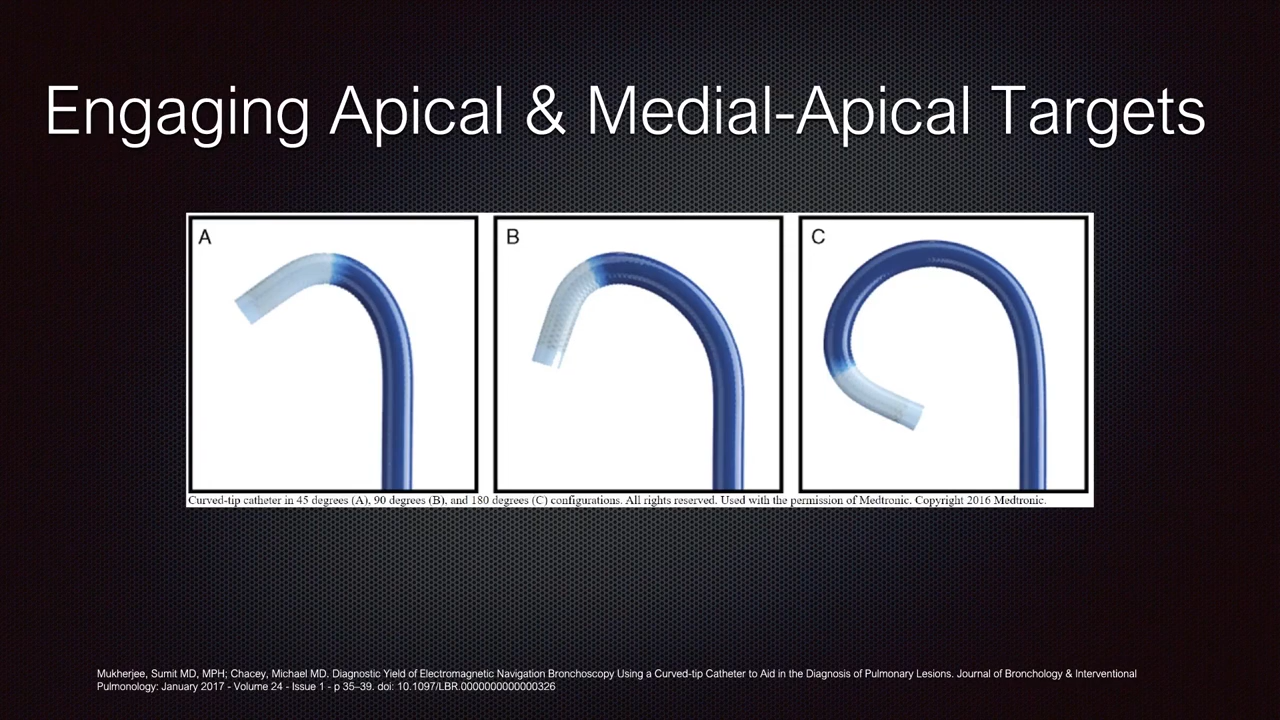 Engaging Apical & Medial-Apical Targets
A
B
C
Curved-tip catheter in 45 degrees (A), 90 degrees (B), and 180 degrees (C) configurations. All rights reserved. Used with the permission of Medtronic. Copyright 2016 Medtronic.
Mukherjee, Sumit MD, MPH; Chacey, Michael MD. Diagnostic Yield of Electromagnetic Navigation Bronchoscopy Using a Curved-tip Catheter to Aid in the Diagnosis of Pulmonary Lesions. Journal of Bronchology & Interventional
Pulmonology: January 2017 - Volume 24 - Issue 1 - p 35–39. doi: 10.1097/LBR.0000000000000326